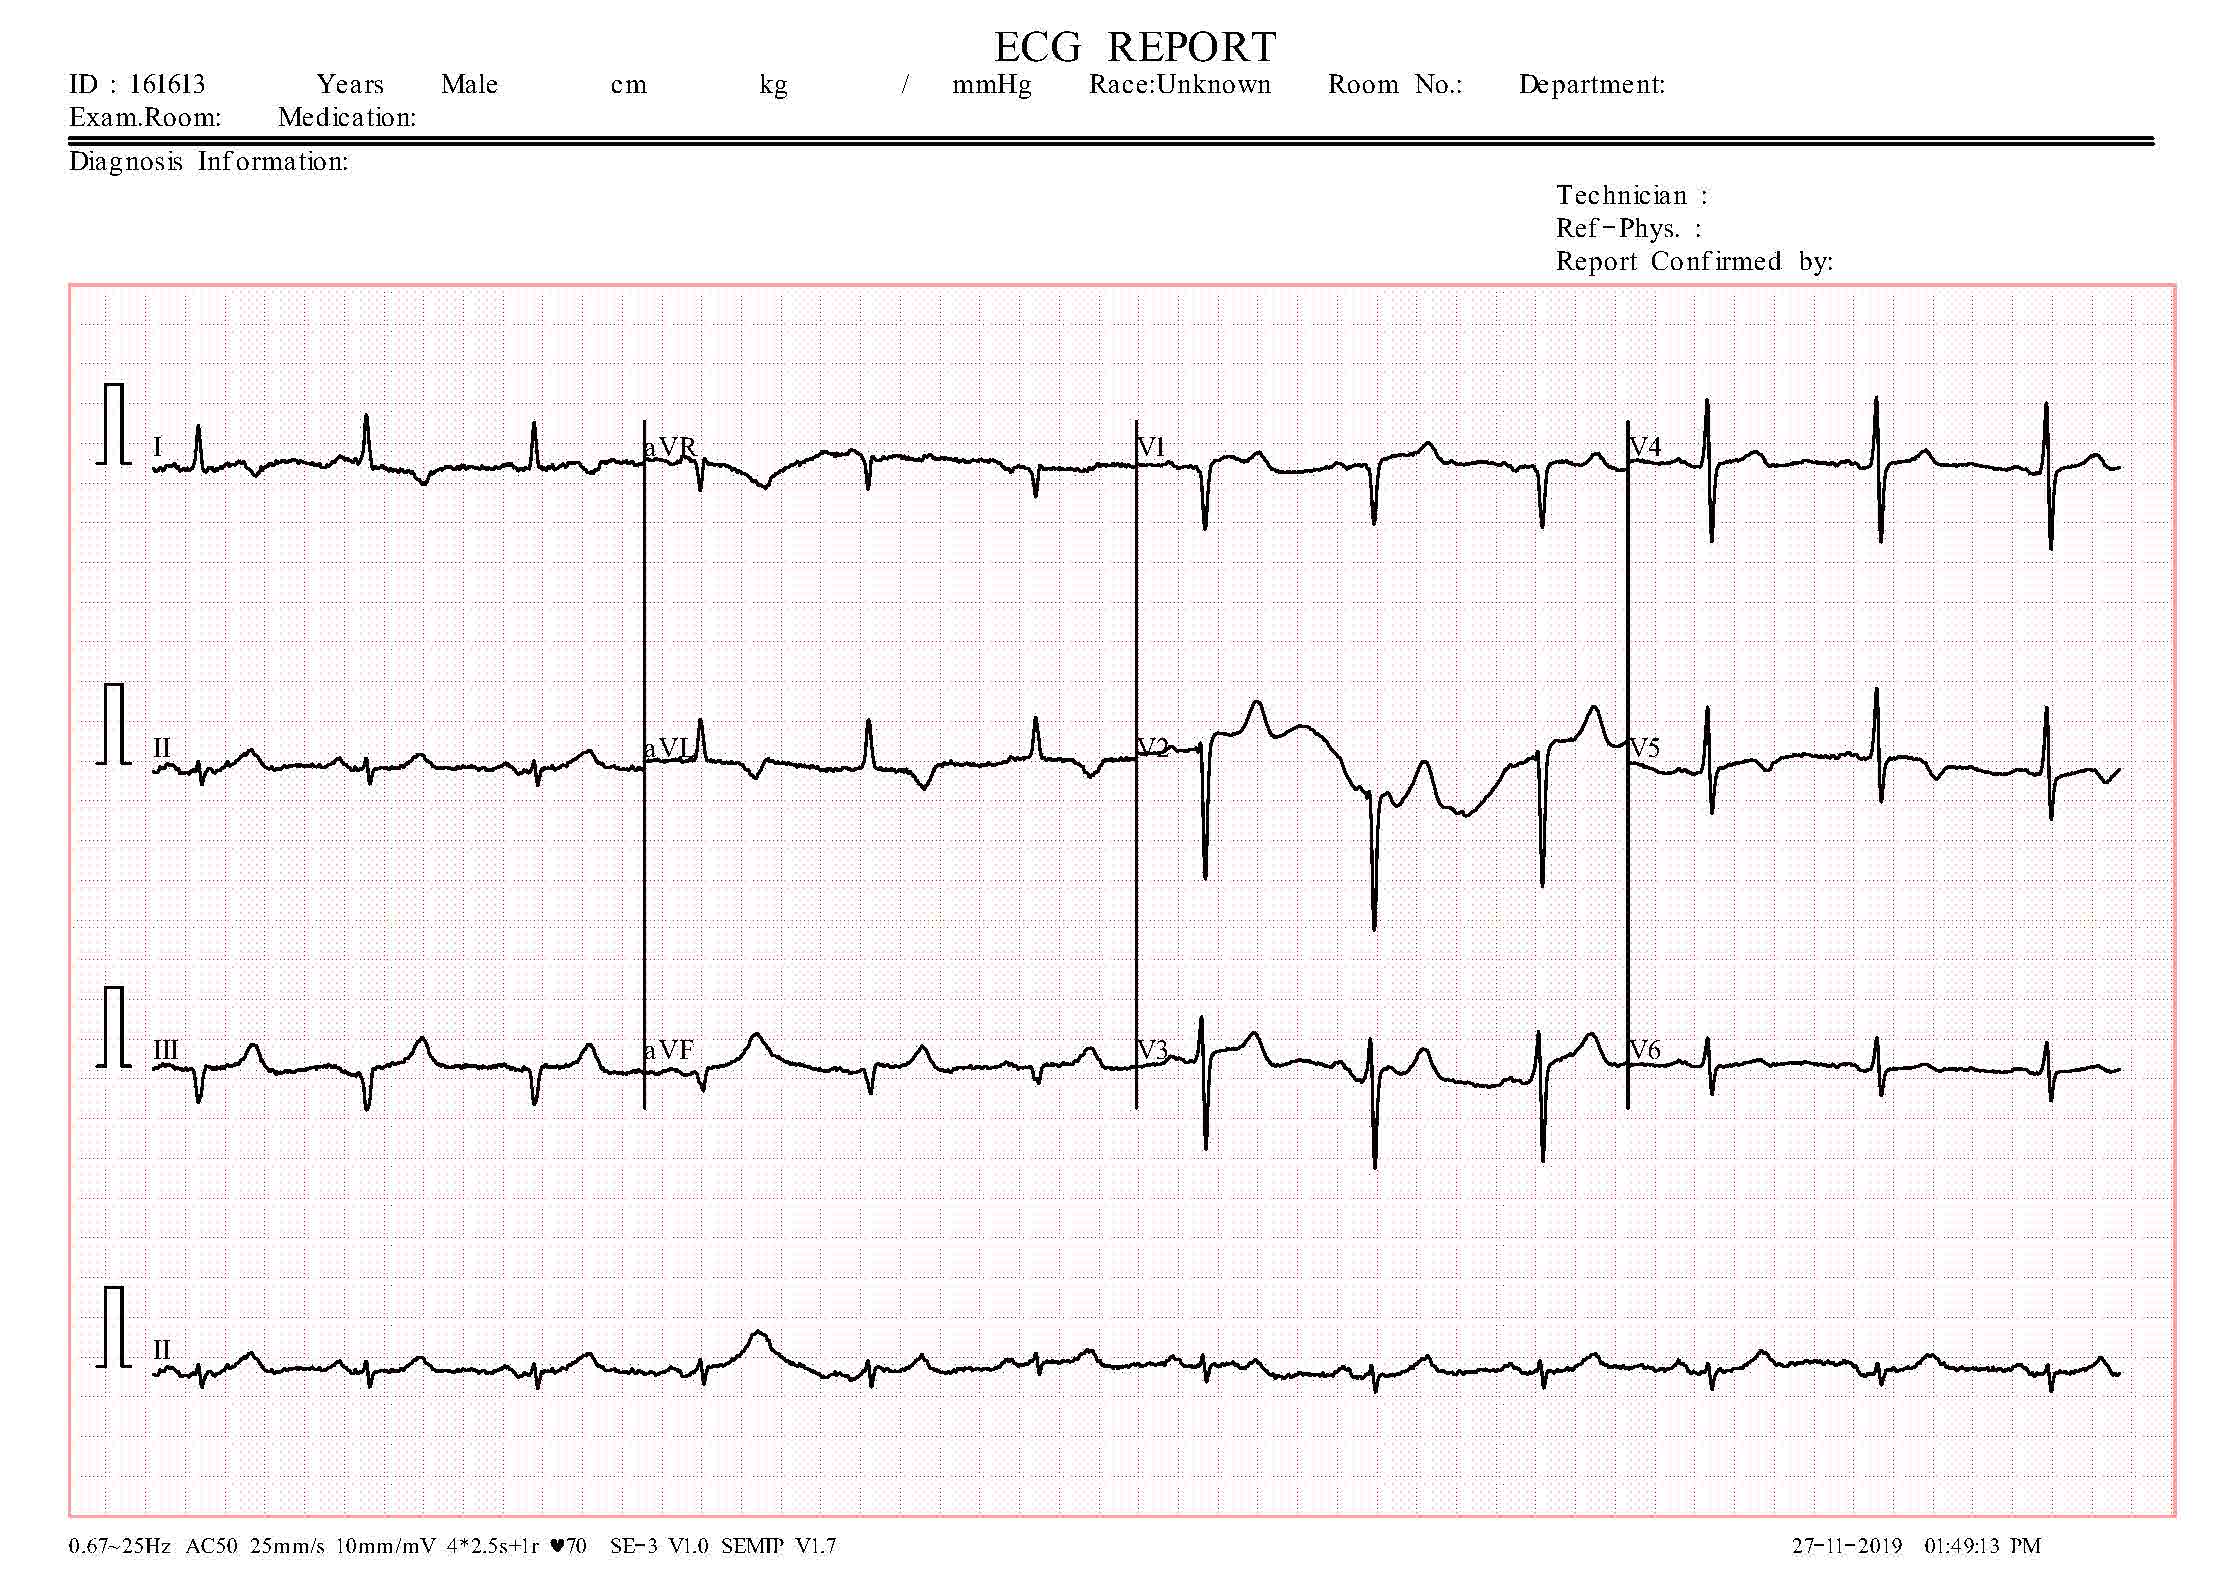 ECG REPORT
ID : 161613 Years Male cm kg / mmHg Race:Unknown Room No.: Department:
Exam.Room: Medication:
Diagnosis Information:
Technician :
Ref-Phys. :
Report Confirmed by:
I aVR V1 V4
II aVL V2 V5
III aVF V3 V6
II
0.67~25Hz AC50 25mm/s 10mm/mV 4*2.5s+1r ♥70 SE-3 V1.0 SEMIP V1.7 27-11-2019 01:49:13 PM